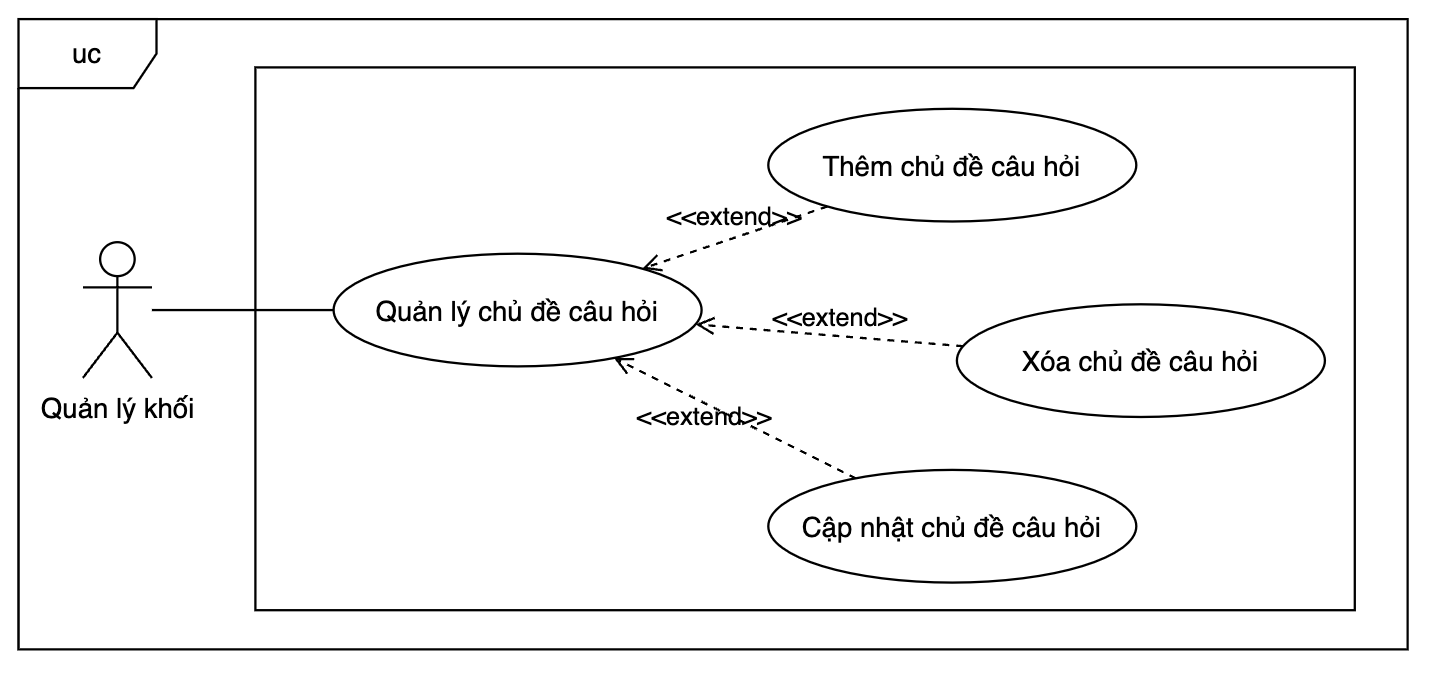 uc
Thêm chủ đề câu hỏi
<<extend>>
Quản lý chủ đề câu hỏi
<<extend>>
Xóa chủ đề câu hỏi
Quản lý khối
<<extend>>
Cập nhật chủ đề câu hỏi